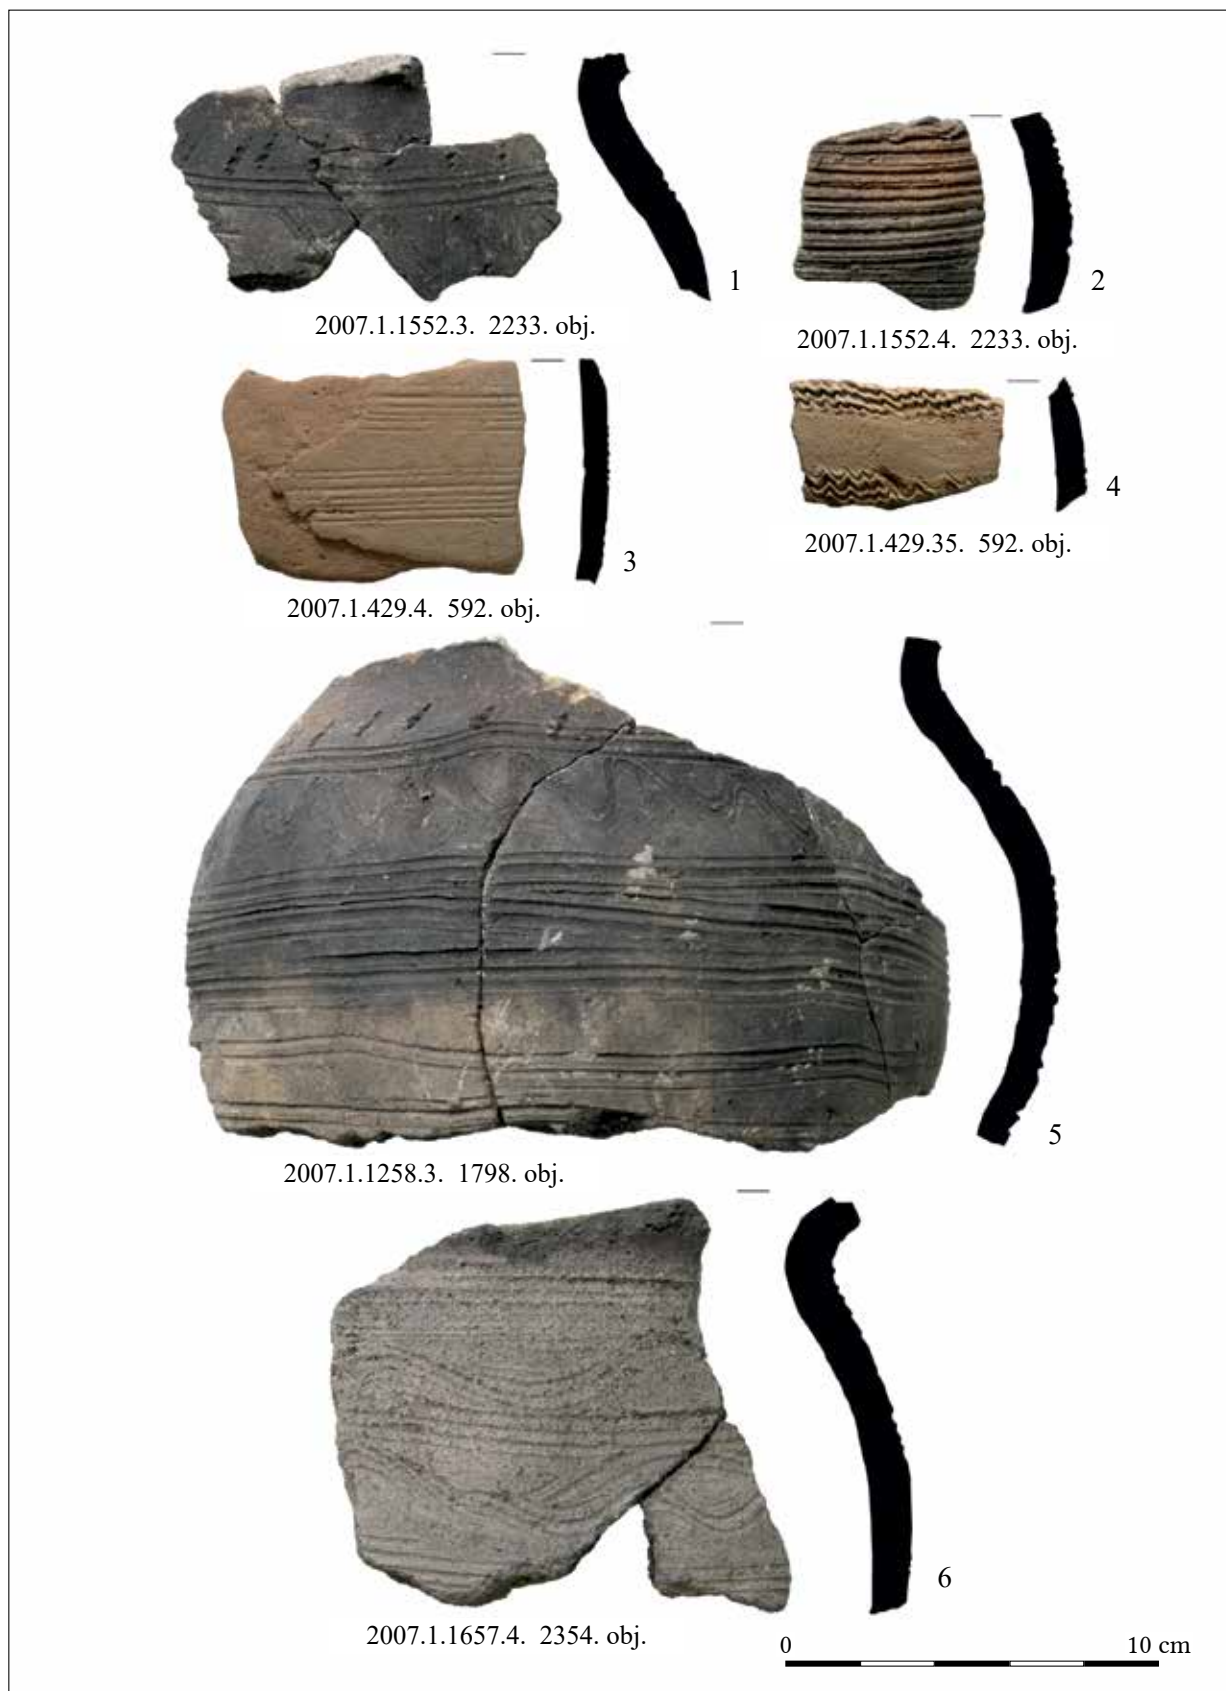 1
2007.1.1552.3. 2233. obj.
2
2007.1.1552.4. 2233. obj.
3
2007.1.429.4. 592. obj.
4
2007.1.429.35. 592. obj.
5
2007.1.1258.3. 1798. obj.
6
2007.1.1657.4. 2354. obj.
0 10 cm